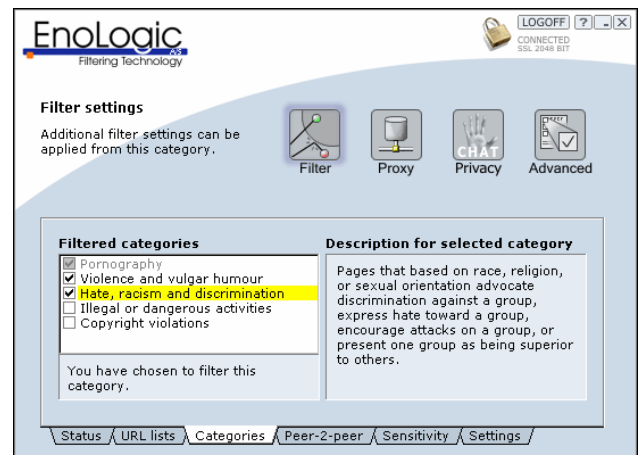 EnoLogic A/S
Filtering Technology
LOGOFF ? - X
CONNECTED
SSL 2048 BIT
Filter settings
Additional filter settings can be
applied from this category.
CHAT
Filter Proxy Privacy Advanced
Filtered categories
Pornography
Violence and vulgar humour
Hate, racism and discrimination
Illegal or dangerous activities
Copyright violations
You have chosen to filter this
category.
Description for selected category
Pages that based on race, religion,
or sexual orientation advocate
discrimination against a group,
express hate toward a group,
encourage attacks on a group, or
present one group as being superior
to others.
Status / URL lists \ Categories / Peer-2-peer / Sensitivity / Settings /